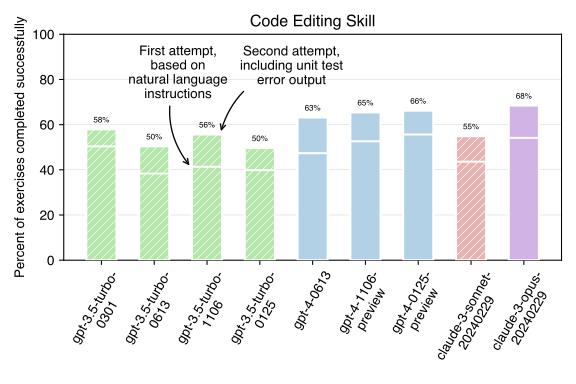 Code Editing Skill
Percent of exercises completed successfully
100
80
60
40
20
0
First attempt,
based on
natural language
instructions
Second attempt,
including unit test
error output
58%
50%
56%
50%
63%
65%
66%
55%
68%
gpt-3.5-turbo-
0301
gpt-3.5-turbo-
0613
gpt-3.5-turbo-
1106
gpt-3.5-turbo-
0125
gpt-4-0613
gpt-4-1106-
preview
gpt-4-0125-
preview
claude-3-sonnet-
20240229
claude-3-opus-
20240229